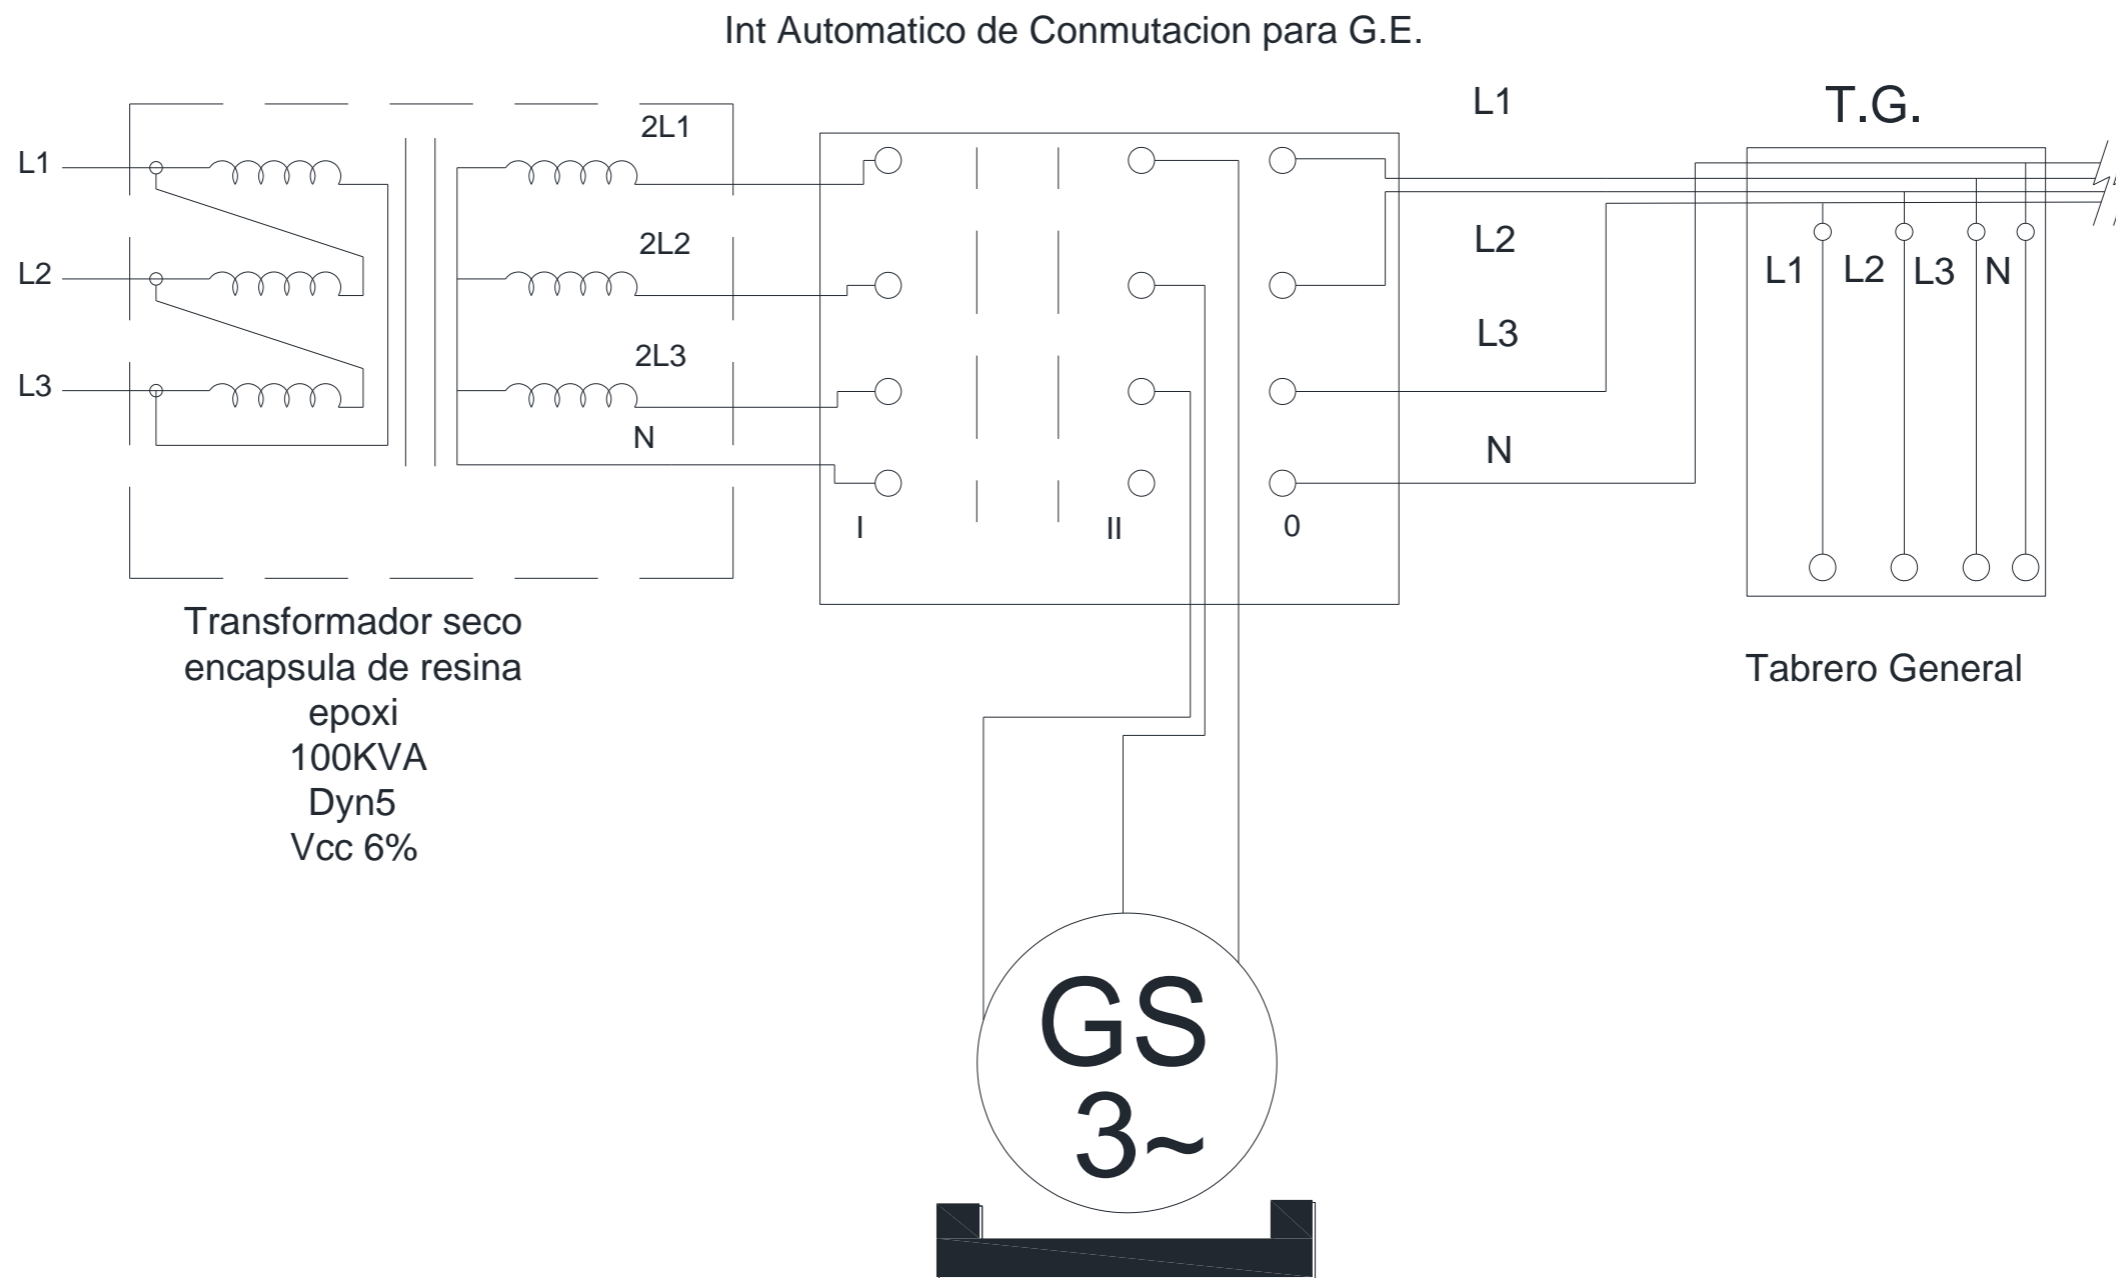 Int Automatico de Conmutacion para G.E.
L1
T.G.
2L1
L1
2L2
L2
L2
L1 L2 L3 N
2L3
L3
L3
N
N
I
II
0
Transformador seco
encapsula de resina
epoxi
100KVA
Dyn5
Vcc 6%
Tabrero General
GS
3~